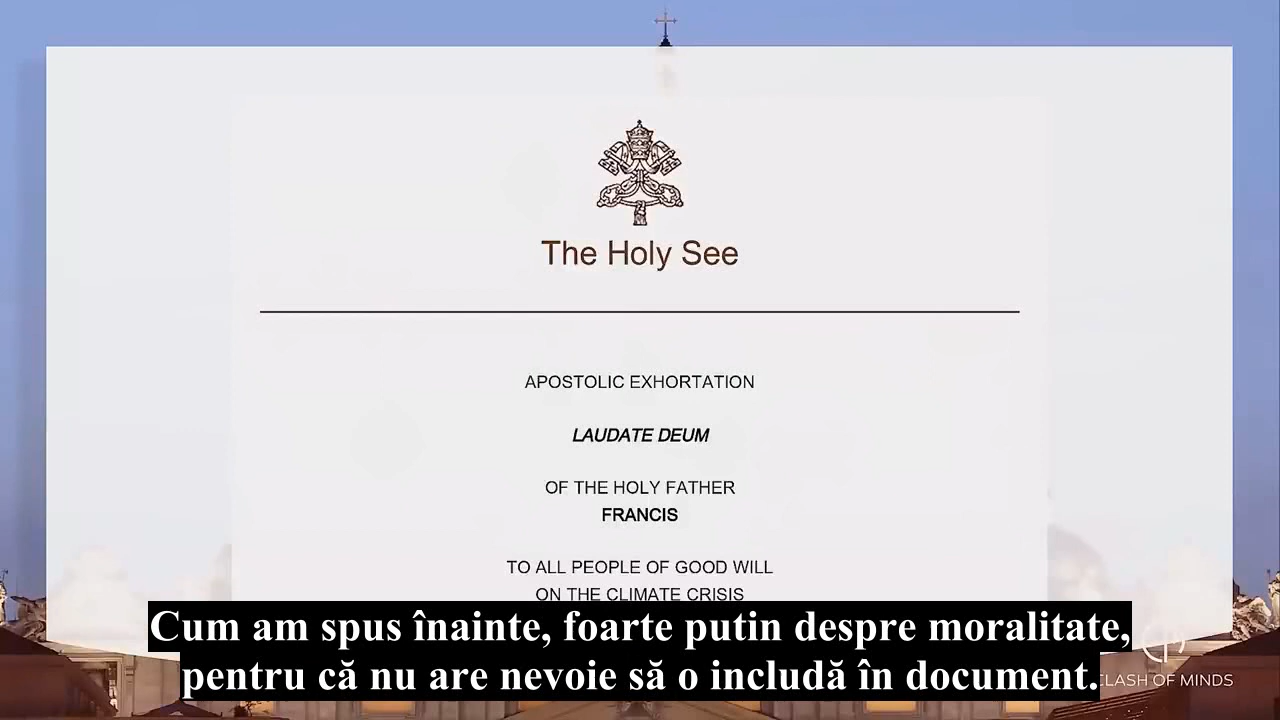 The Holy See
APOSTOLIC EXHORTATION
LAUDATE DEUM
OF THE HOLY FATHER
FRANCIS
TO ALL PEOPLE OF GOOD WILL
ON THE CLIMATE CRISIS
Cum am spus înainte, foarte putin despre moralitate,
pentru că nu are nevoie să o includă în document.
CLASH OF MINDS